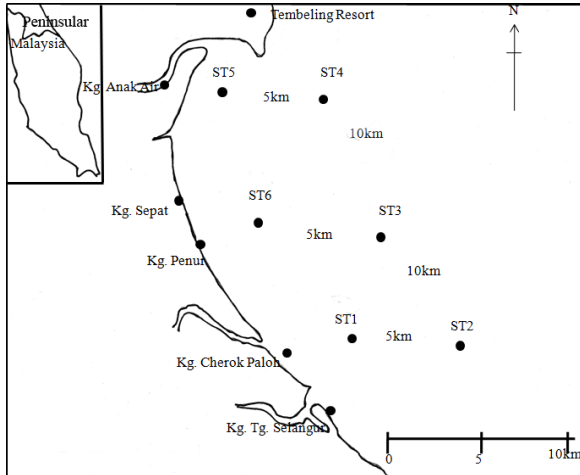 Peninsular
Malaysia
Tembeling Resort
N
Kg. Anak Air
ST5
ST4
5km
10km
Kg. Sepat
ST6
ST3
5km
Kg. Penur
10km
ST1
ST2
5km
Kg. Cherok Paloh
Kg. Tg. Selangur
0
5
10km